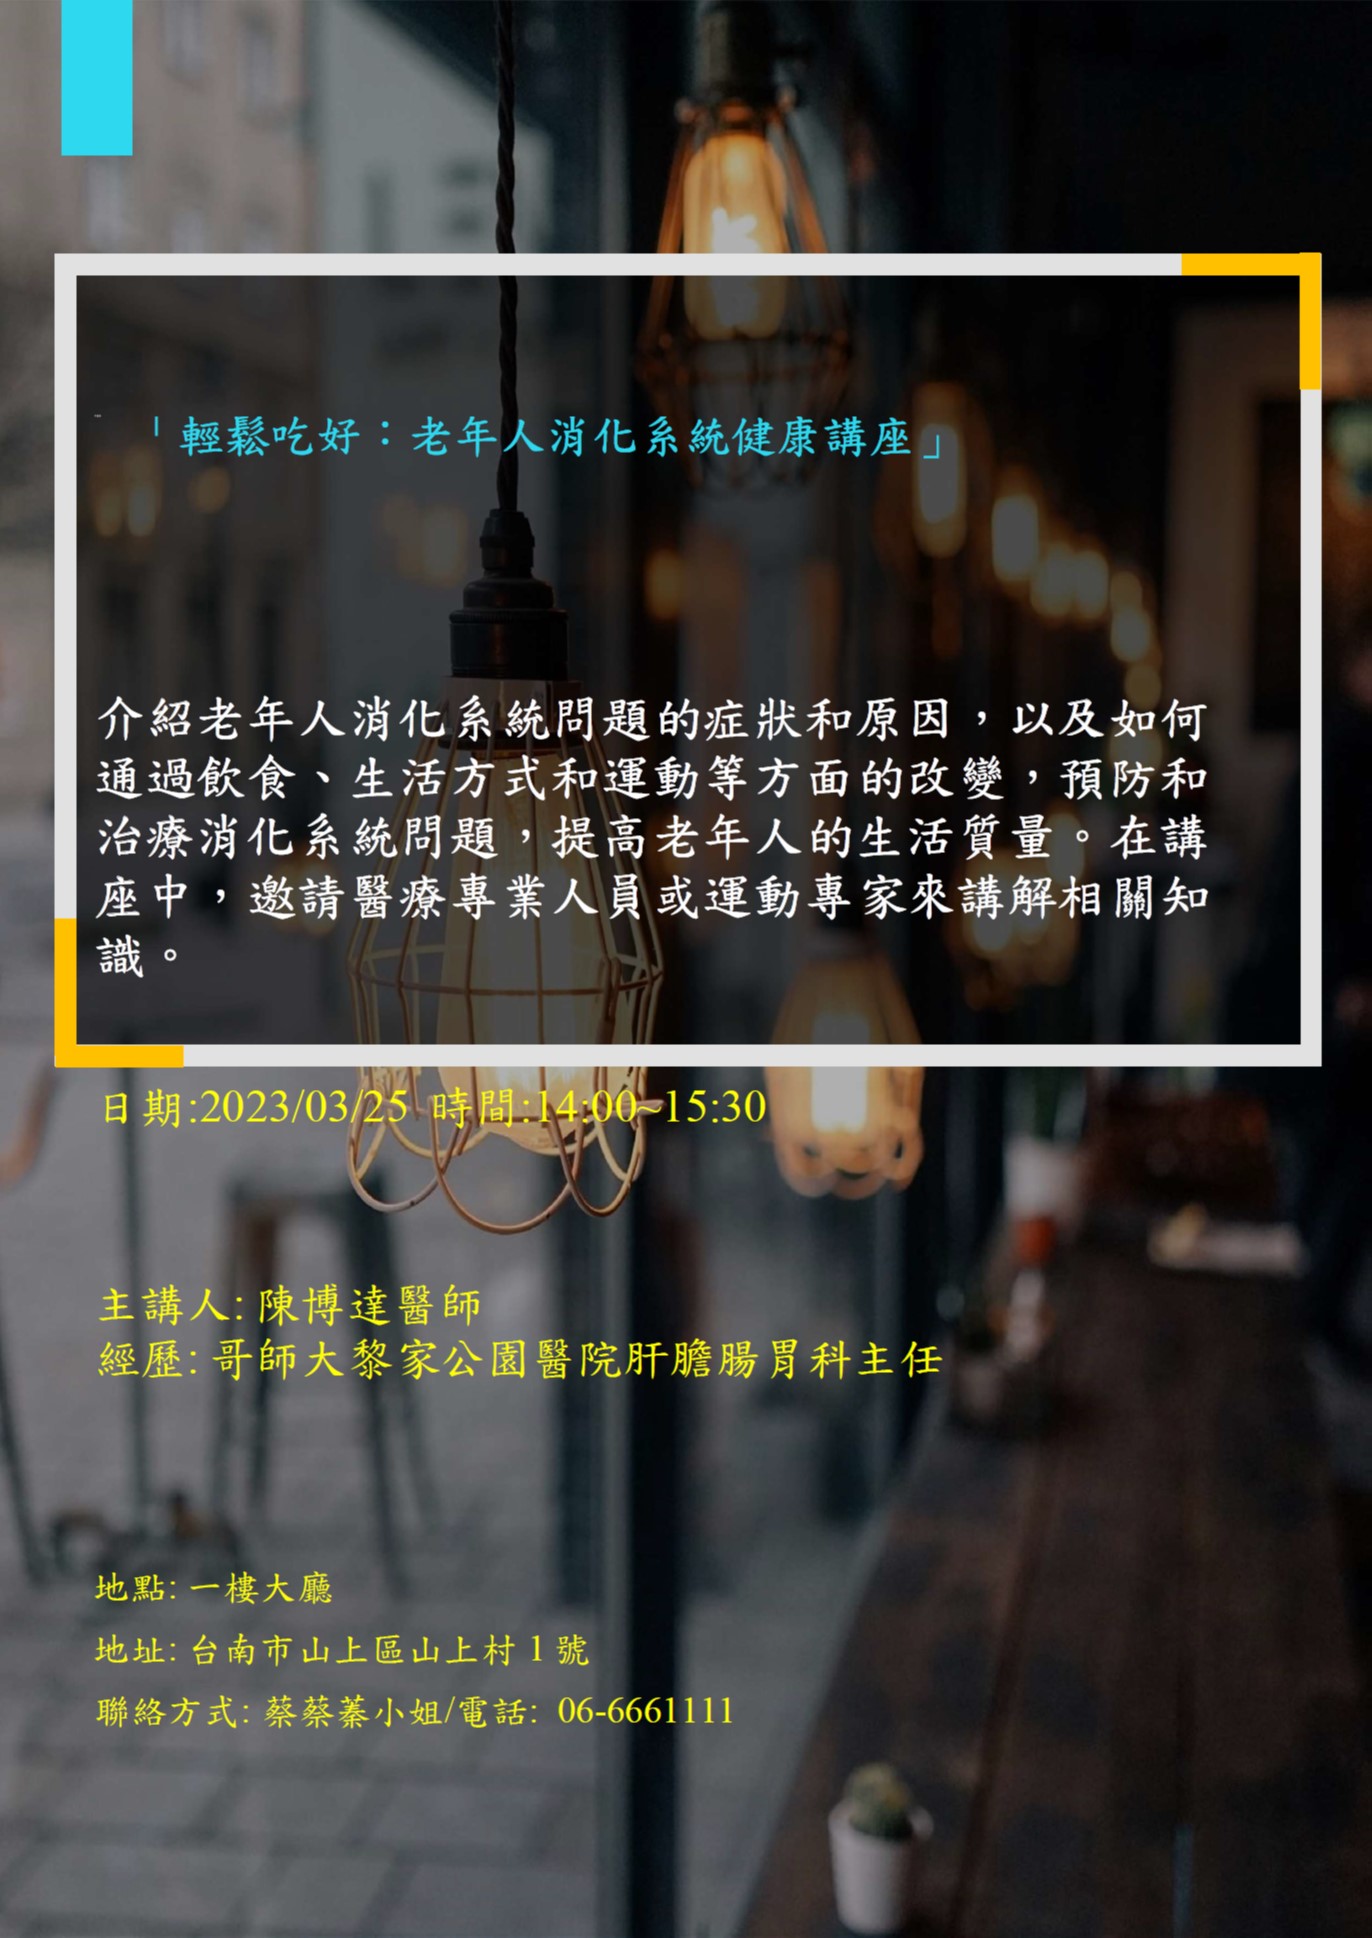 「輕鬆吃好：老年人消化系統健康講座」
介紹老年人消化系統問題的症狀和原因，以及如何
通過飲食、生活方式和運動等方面的改變，預防和
治療消化系統問題，提高老年人的生活質量。在講
座中，邀請醫療專業人員或運動專家來講解相關知
識。
日期:2023/03/25 時間:14:00~15:30
主講人: 陳博達醫師
經歷: 哥師大黎家公園醫院肝膽腸胃科主任
地點: 一樓大廳
地址: 台南市山上區山上村 1 號
聯絡方式: 蔡蔡蓁小姐/電話: 06-6661111